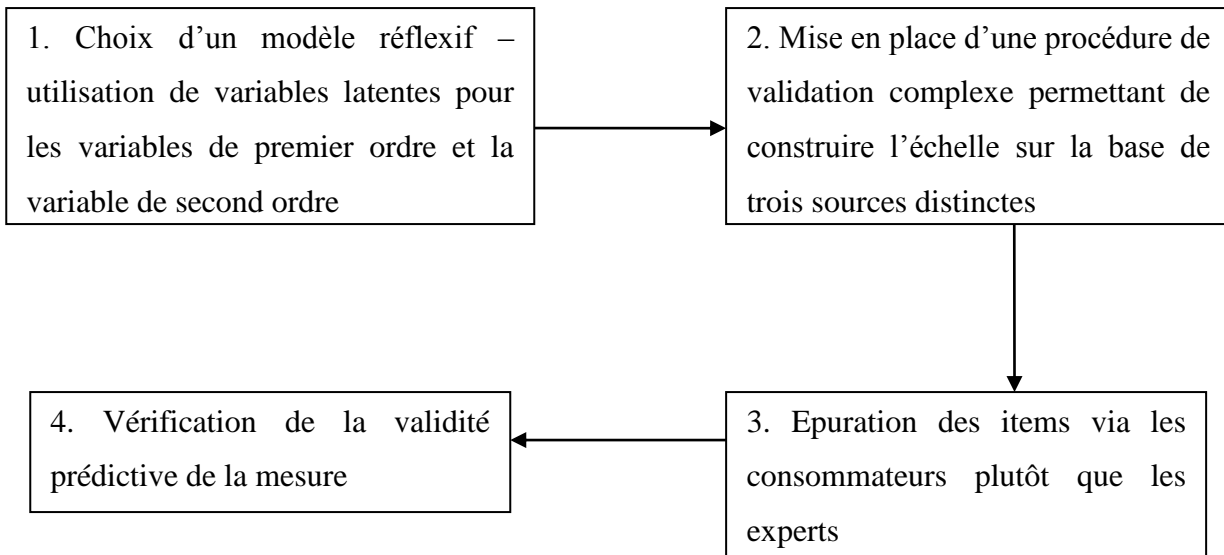 1. Choix d’un modèle réflexif –
utilisation de variables latentes pour
les variables de premier ordre et la
variable de second ordre
2. Mise en place d’une procédure de
validation complexe permettant de
construire l’échelle sur la base de
trois sources distinctes
3. Epuration des items via les
consommateurs plutôt que les
experts
4. Vérification de la validité
prédictive de la mesure